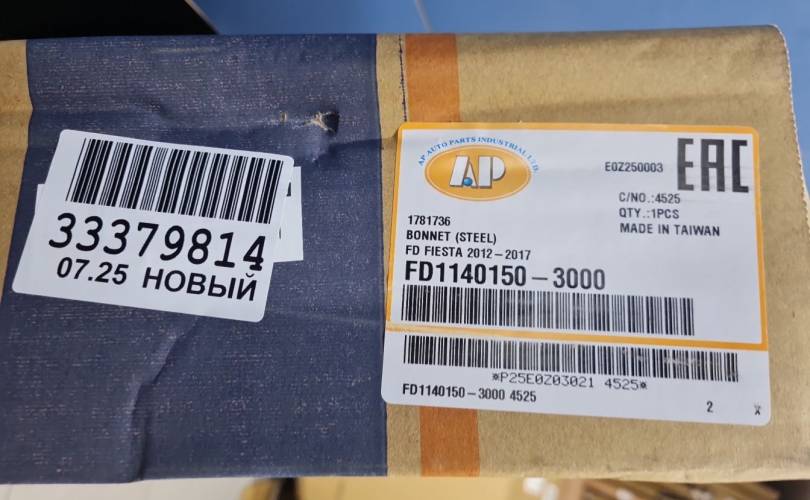 33379814
07.25 НОВЫЙ
AP AUTO PARTS INDUSTRIAL LTD.
AP
E0Z250003
EAC
C/NO.:4525
QTY.:1PCS
MADE IN TAIWAN
1781736
BONNET (STEEL)
FD FIESTA 2012-2017
FD1140150-3000
*P25E0Z03021 4525*
FD1140150-3000 4525
2